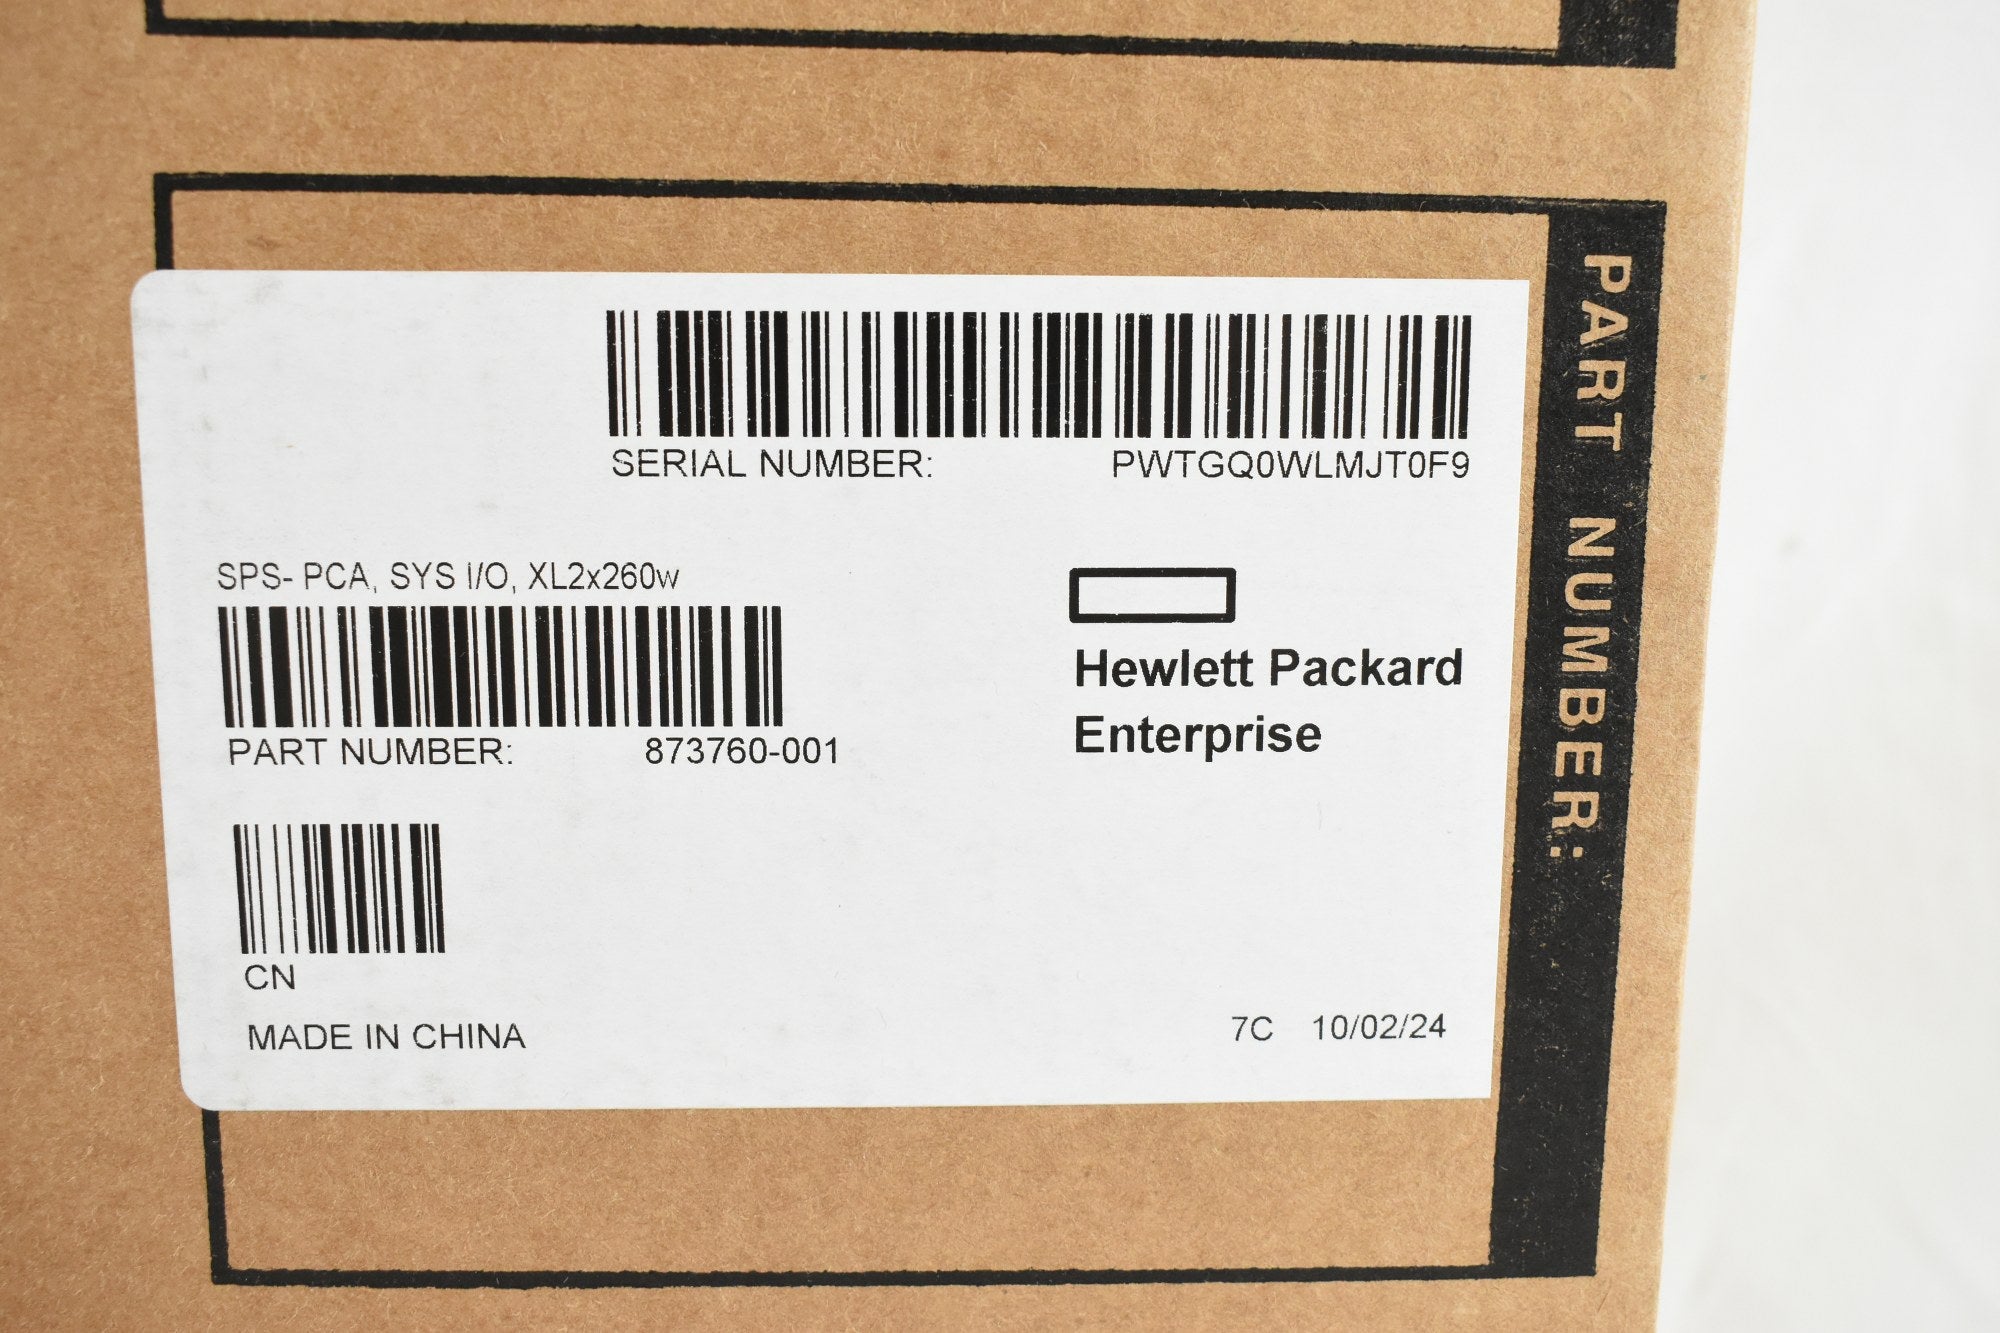 SERIAL NUMBER: PWTGQ0WLMJT0F9
SPS- PCA, SYS I/O, XL2x260w
PART NUMBER: 873760-001
Hewlett Packard
Enterprise
CN
MADE IN CHINA
7C 10/02/24
PART NUMBER: